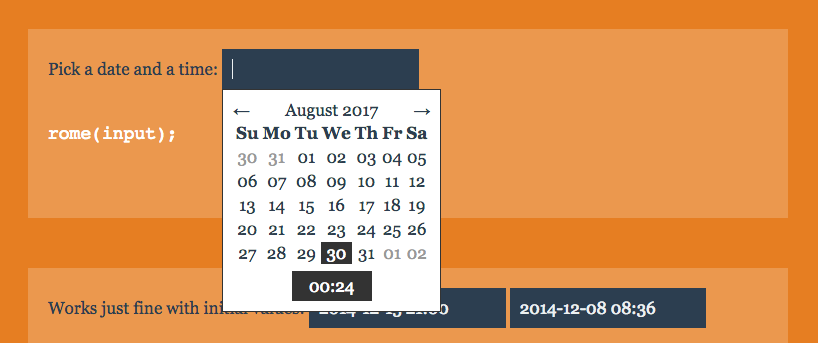 Pick a date and a time:
← August 2017 →
Su Mo Tu We Th Fr Sa
30 31 01 02 03 04 05
rome(input);
06 07 08 09 10 11 12
13 14 15 16 17 18 19
20 21 22 23 24 25 26
27 28 29 30 31 01 02
00:24
Works just fine with initial values: 2014-12-08 08:36